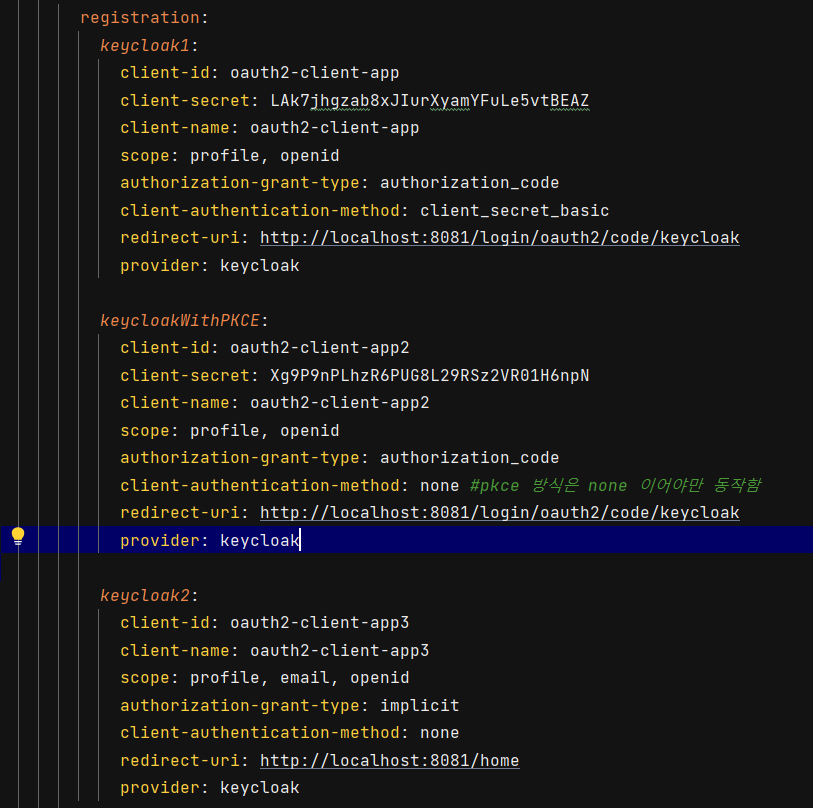 registration:
keycloak1:
client-id: oauth2-client-app
client-secret: LAk7jhgzab8xJIurXyamYFuLe5vtBEAZ
client-name: oauth2-client-app
scope: profile, openid
authorization-grant-type: authorization_code
client-authentication-method: client_secret_basic
redirect-uri: http://localhost:8081/login/oauth2/code/keycloak
provider: keycloak
keycloakWithPKCE:
client-id: oauth2-client-app2
client-secret: Xg9P9nPLhzR6PUG8L29RSz2VR01H6npN
client-name: oauth2-client-app2
scope: profile, openid
authorization-grant-type: authorization_code
client-authentication-method: none #pkce 방식은 none 이어야만 동작함
redirect-uri: http://localhost:8081/login/oauth2/code/keycloak
provider: keycloak
keycloak2:
client-id: oauth2-client-app3
client-name: oauth2-client-app3
scope: profile, email, openid
authorization-grant-type: implicit
client-authentication-method: none
redirect-uri: http://localhost:8081/home
provider: keycloak